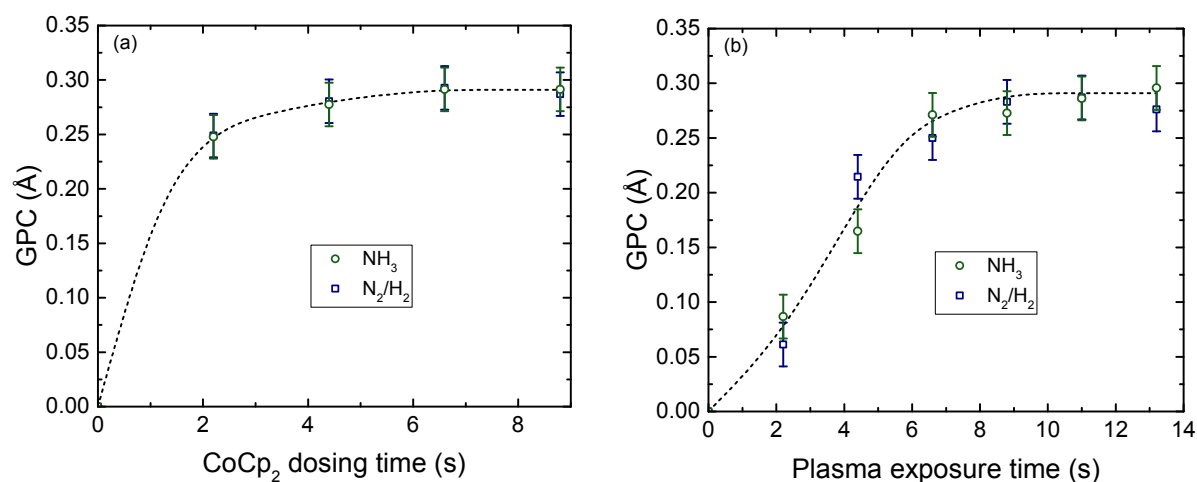 (a)
0.35
0.30
0.25
0.20
0.15
0.10
0.05
0.00
GPC (Å)
NH₃
N₂/H₂
0 2 4 6 8
CoCp₂ dosing time (s)
(b)
0.35
0.30
0.25
0.20
0.15
0.10
0.05
0.00
GPC (Å)
NH₃
N₂/H₂
0 2 4 6 8 10 12 14
Plasma exposure time (s)